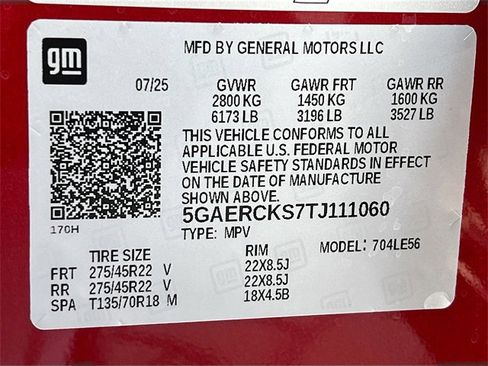 gm
MFD BY GENERAL MOTORS LLC
07/25 GVWR GAWR FRT GAWR RR
2800 KG 1450 KG 1600 KG
6173 LB 3196 LB 3527 LB
THIS VEHICLE CONFORMS TO ALL
APPLICABLE U.S. FEDERAL MOTOR
VEHICLE SAFETY STANDARDS IN EFFECT
ON THE DATE OF MANUFACTURE
SHOWN ABOVE.
170H
5GAERCKS7TJ111060
TYPE: MPV MODEL: 704LE56
TIRE SIZE RIM
FRT 275/45R22 V 22X8.5J
RR 275/45R22 V 22X8.5J
SPA T135/70R18 M 18X4.5B